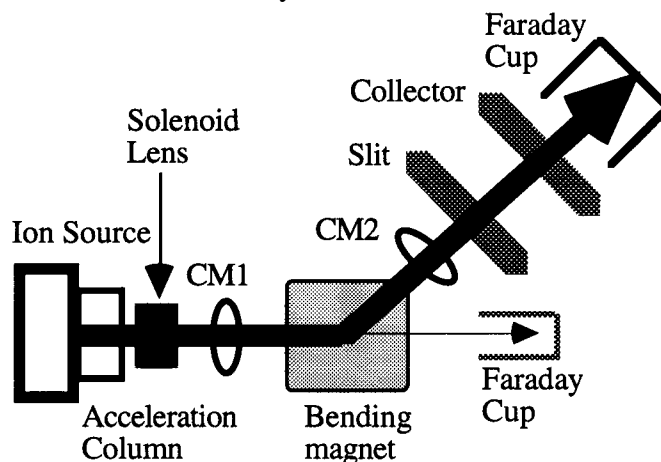 Faraday
Cup
Collector
Solenoid
Lens
Slit
Ion Source
CM1
CM2
Acceleration
Column
Bending
magnet
Faraday
Cup